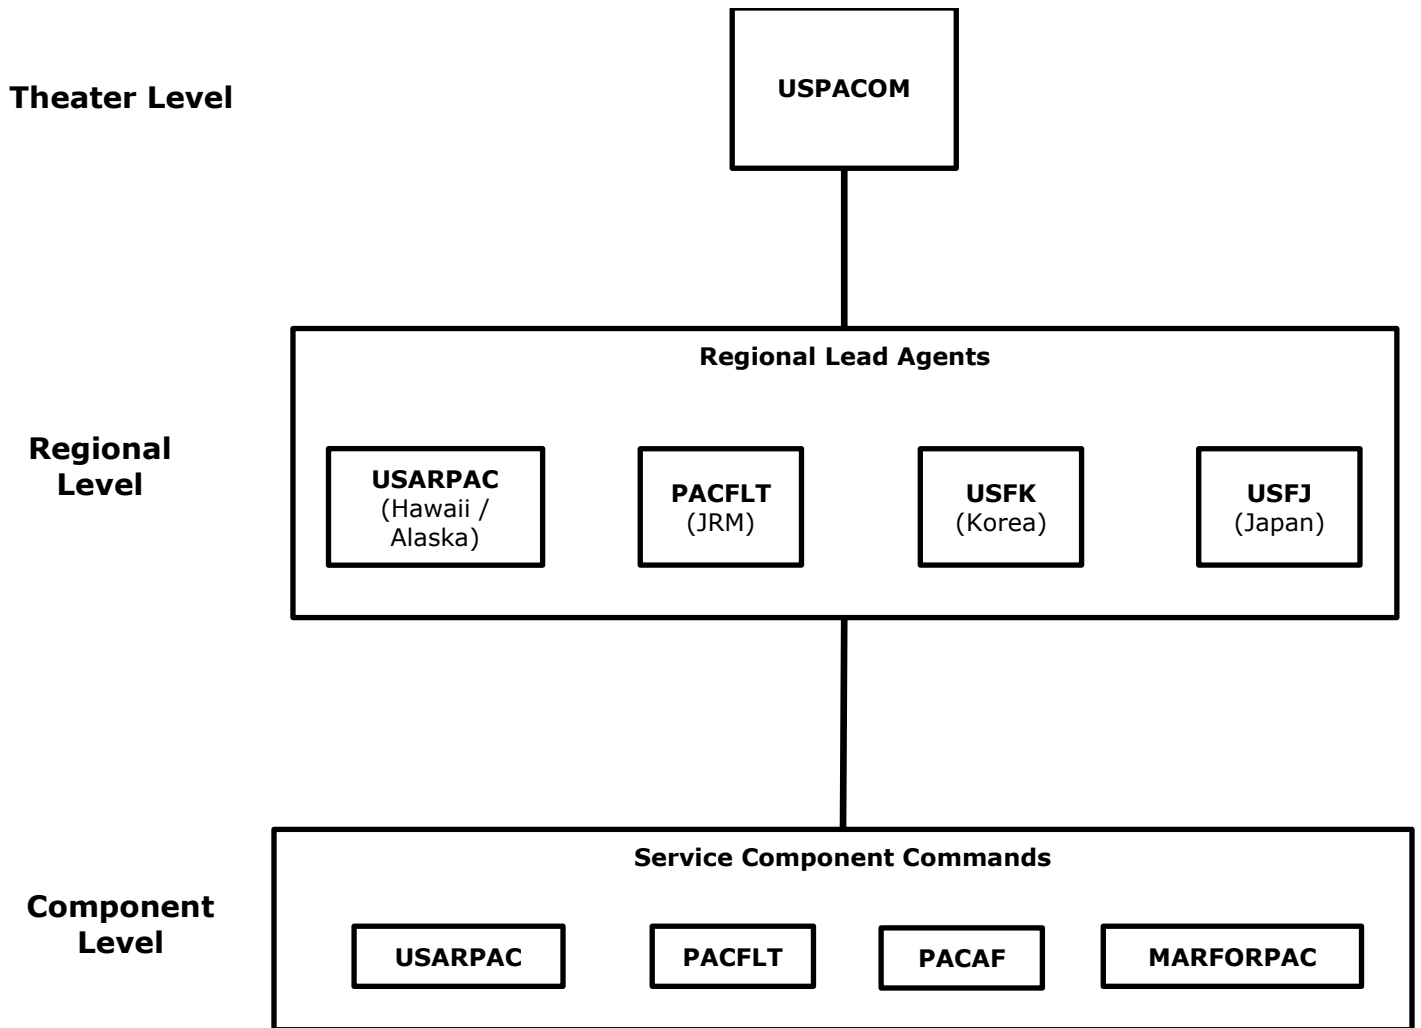 USPACOM
Theater Level
Regional Lead Agents
Regional
Level
USARPAC
(Hawaii /
Alaska)
PACFLT
(JRM)
USFK
(Korea)
USFJ
(Japan)
Service Component Commands
Component
Level
USARPAC
PACFLT
PACAF
MARFORPAC